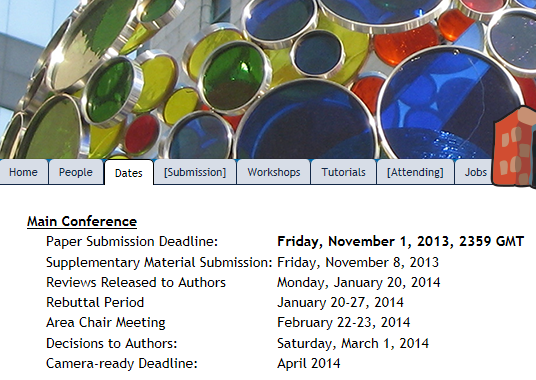 Home People Dates [Submission] Workshops Tutorials [Attending] Jobs
Main Conference
Paper Submission Deadline: Friday, November 1, 2013, 2359 GMT
Supplementary Material Submission: Friday, November 8, 2013
Reviews Released to Authors Monday, January 20, 2014
Rebuttal Period January 20-27, 2014
Area Chair Meeting February 22-23, 2014
Decisions to Authors: Saturday, March 1, 2014
Camera-ready Deadline: April 2014